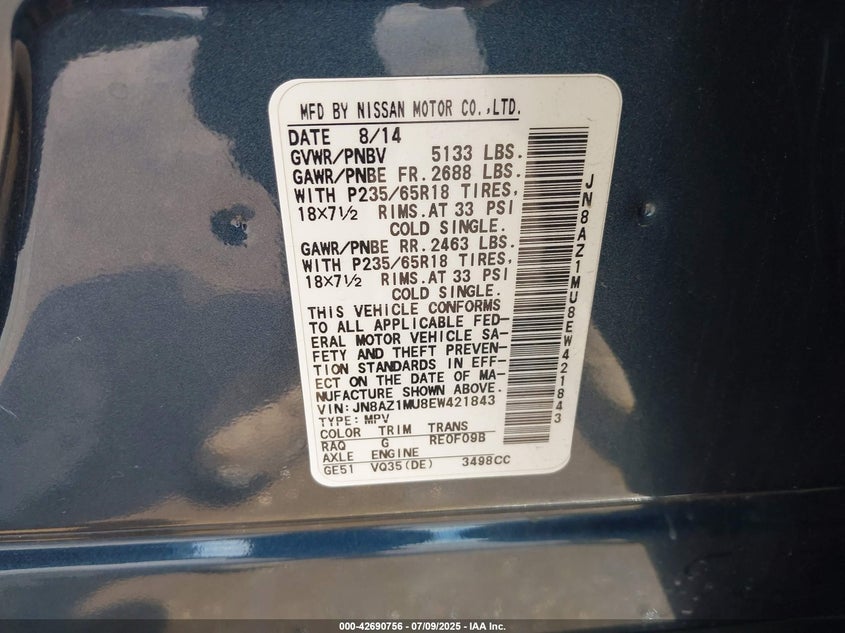 MFD BY NISSAN MOTOR CO.,LTD.
DATE 8/14
GVWR/PNBV 5133 LBS.
GAWR/PNBE FR.2688 LBS.
WITH P235/65R18 TIRES,
18×7½ RIMS.AT 33 PSI
COLD SINGLE.
GAWR/PNBE RR.2463 LBS.
WITH P235/65R18 TIRES,
18×7½ RIMS.AT 33 PSI
COLD SINGLE.
THIS VEHICLE CONFORMS
TO ALL APPLICABLE FED-
ERAL MOTOR VEHICLE SA-
FETY AND THEFT PREVEN-
TION STANDARDS IN EFF-
ECT ON THE DATE OF MA-
NUFACTURE SHOWN ABOVE.
VIN:JN8AZ1MU8EW421843
TYPE:MPV
COLOR TRIM TRANS
RAQ G RE0F09B
AXLE ENGINE
GE51 VQ35(DE) 3498CC
JN8AZ1MU8EW421843
000-42690756 - 07/09/2025 - IAA Inc.